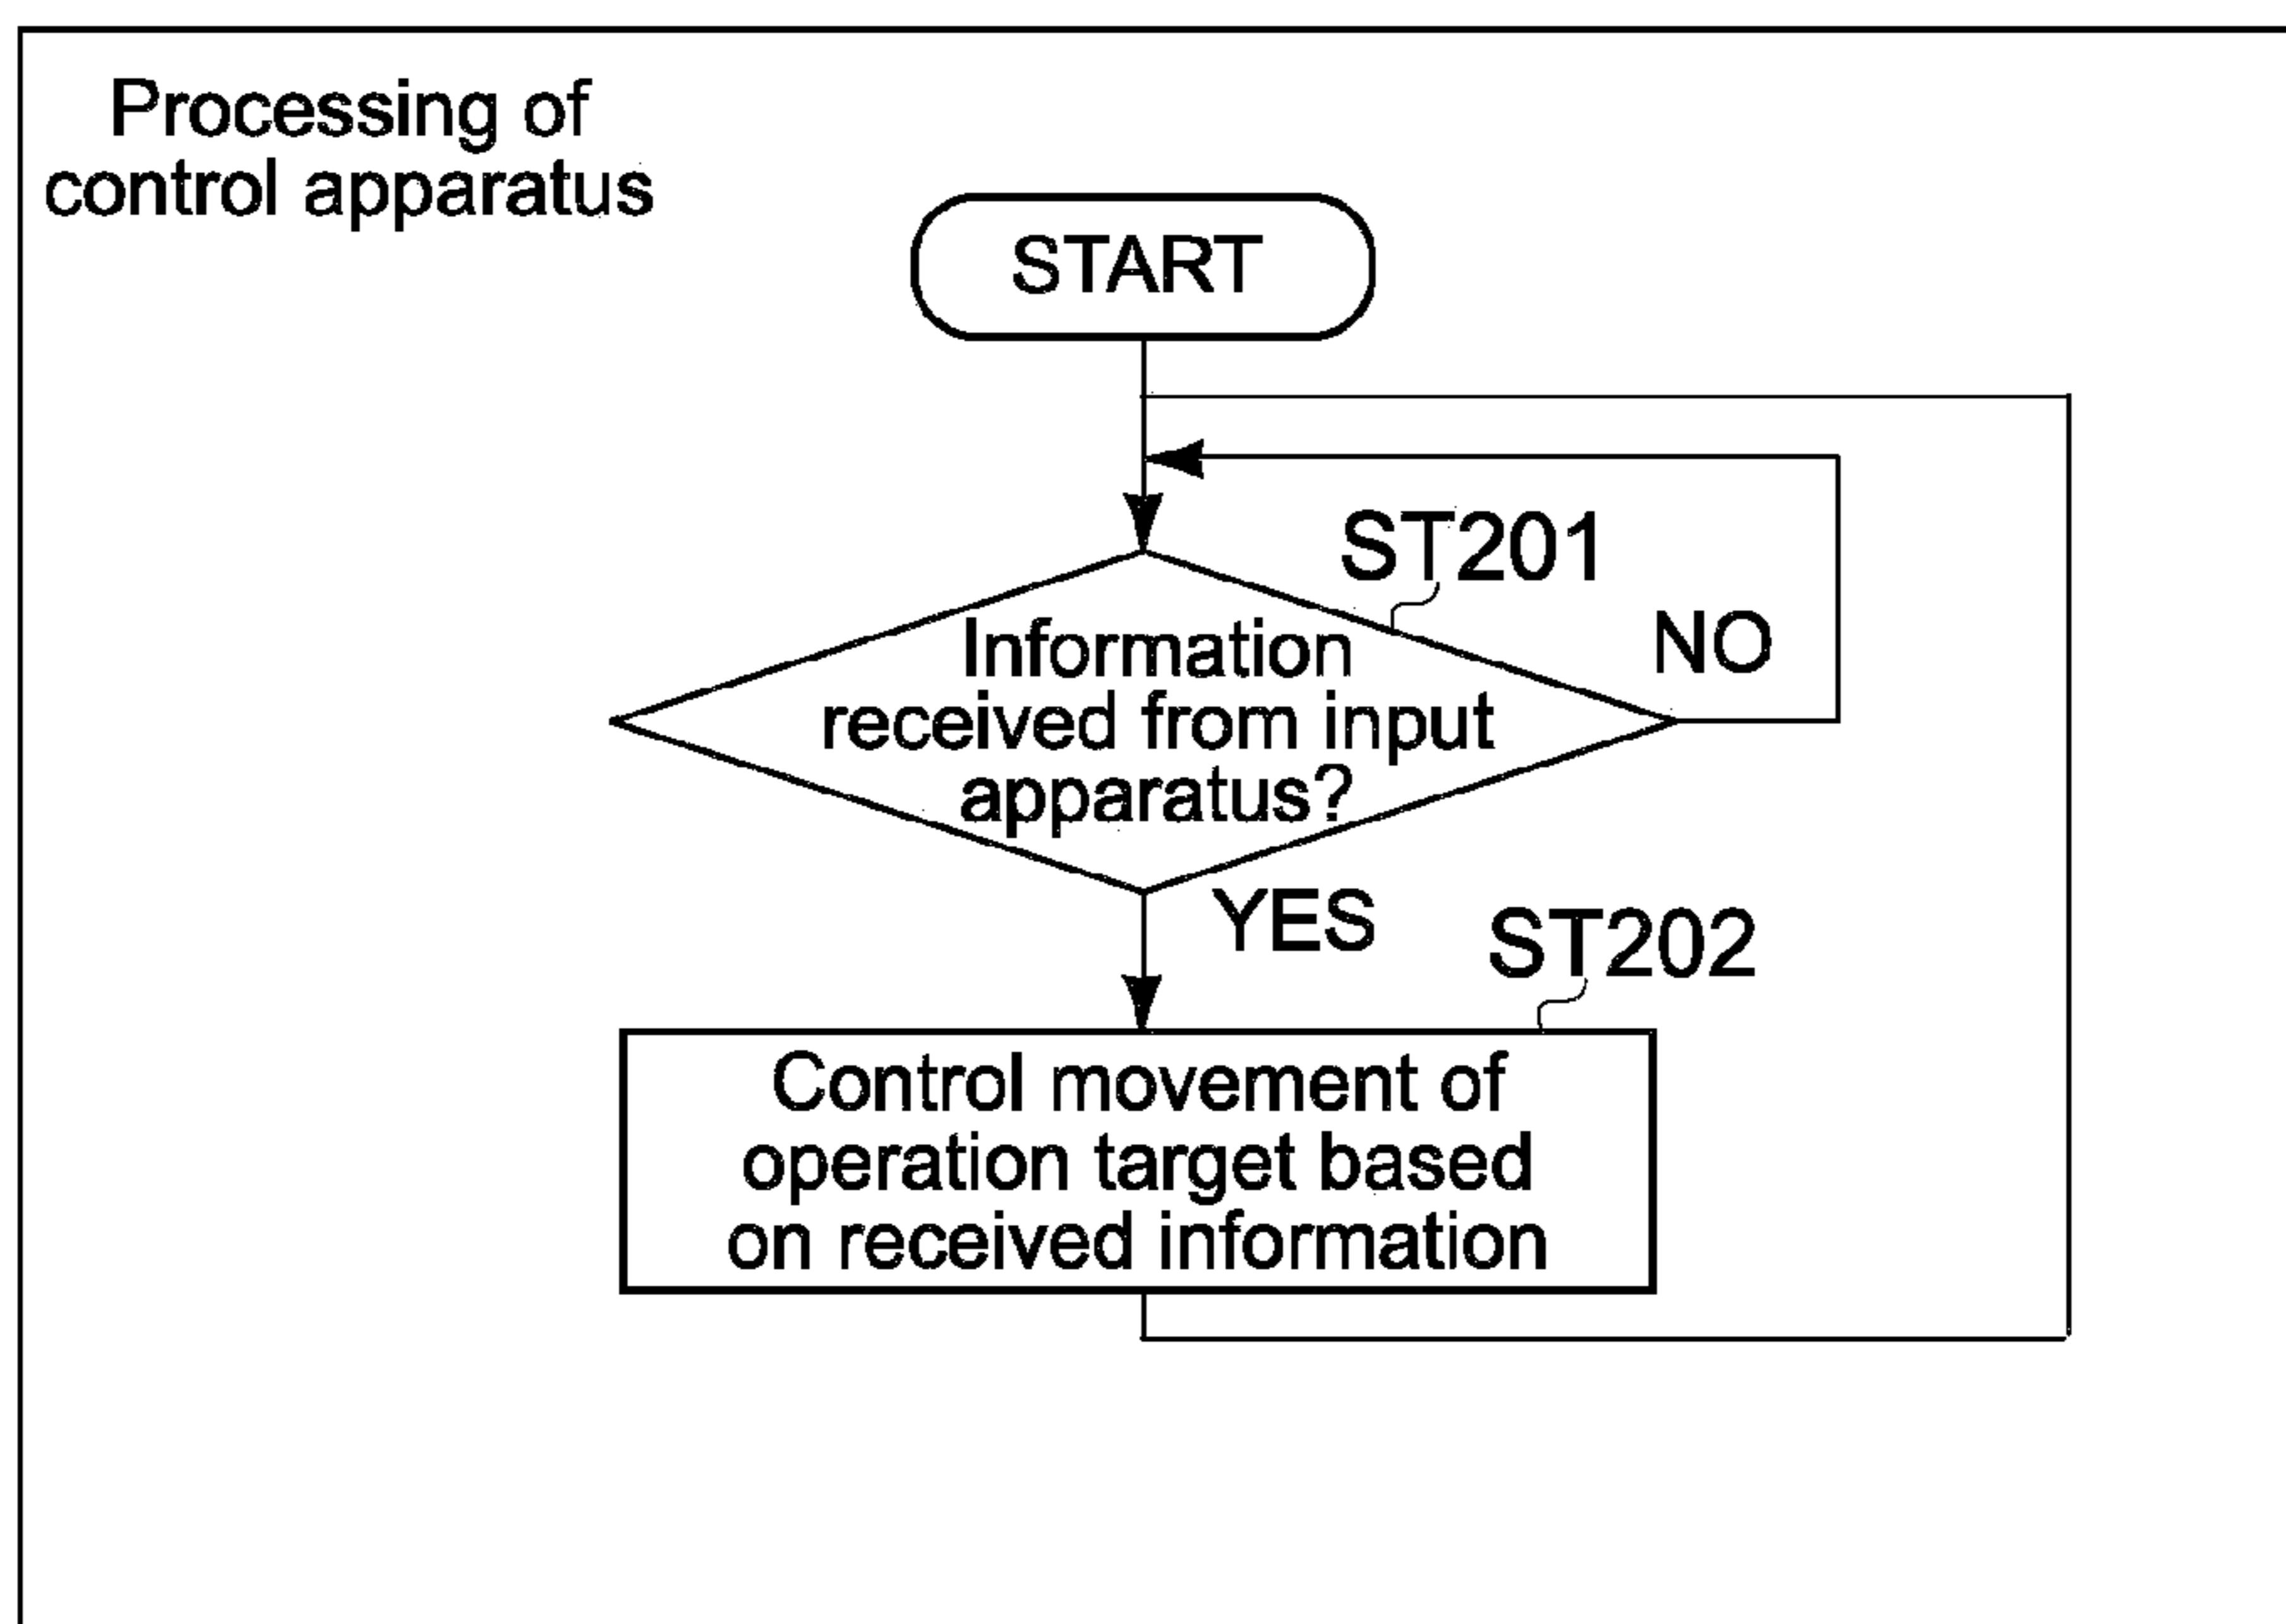 Processing of
control apparatus
START
ST201
Information
received from input
apparatus?
NO
YES
ST202
Control movement of
operation target based
on received information